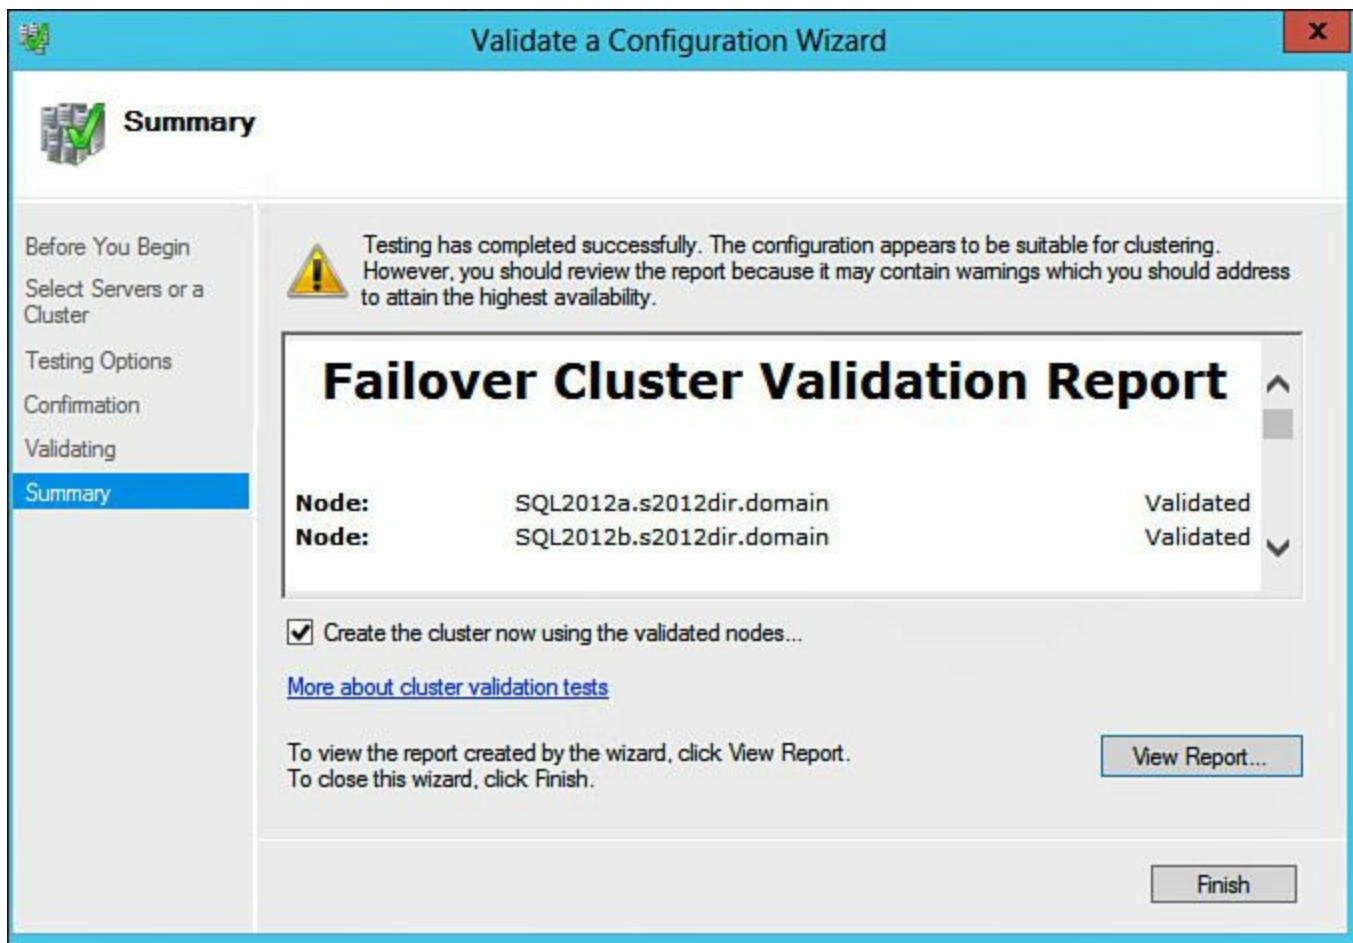 Validate a Configuration Wizard
x
Summary
Before You Begin
Select Servers or a
Cluster
Testing Options
Confirmation
Validating
Summary
Testing has completed successfully. The configuration appears to be suitable for clustering.
However, you should review the report because it may contain warnings which you should address
to attain the highest availability.
Failover Cluster Validation Report
Node: SQL2012a.s2012dir.domain Validated
Node: SQL2012b.s2012dir.domain Validated
Create the cluster now using the validated nodes...
More about cluster validation tests
To view the report created by the wizard, click View Report.
To close this wizard, click Finish.
View Report...
Finish